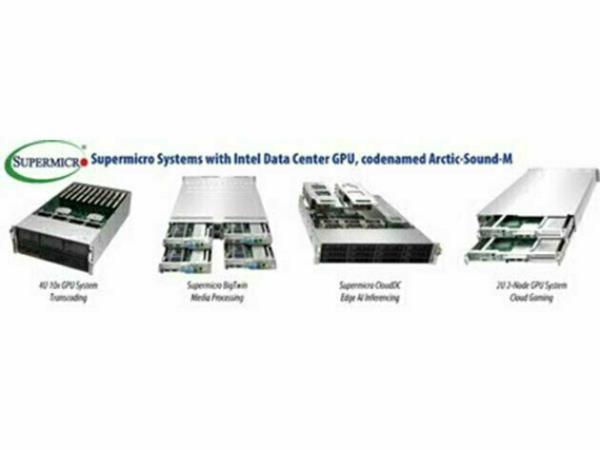 SUPERMICRO®
Supermicro Systems with Intel Data Center GPU, codenamed Arctic-Sound-M
4U 10x GPU System
Transcoding
Supermicro BigTwin
Media Processing
Supermicro CloudDC
Edge AI Inferencing
2U 2-Node GPU System
Cloud Gaming